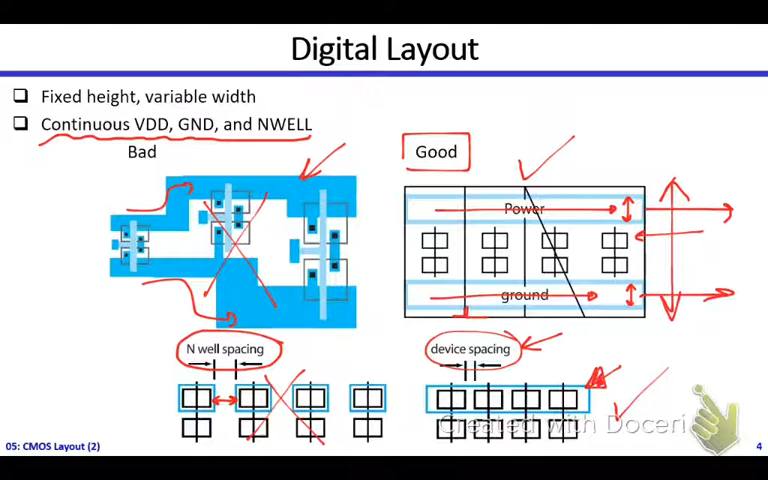 Digital Layout
Fixed height, variable width
Continuous VDD, GND, and NWELL
Bad
Good
Power
ground
N well spacing
device spacing
Created with Doceri
05: CMOS Layout (2)
4